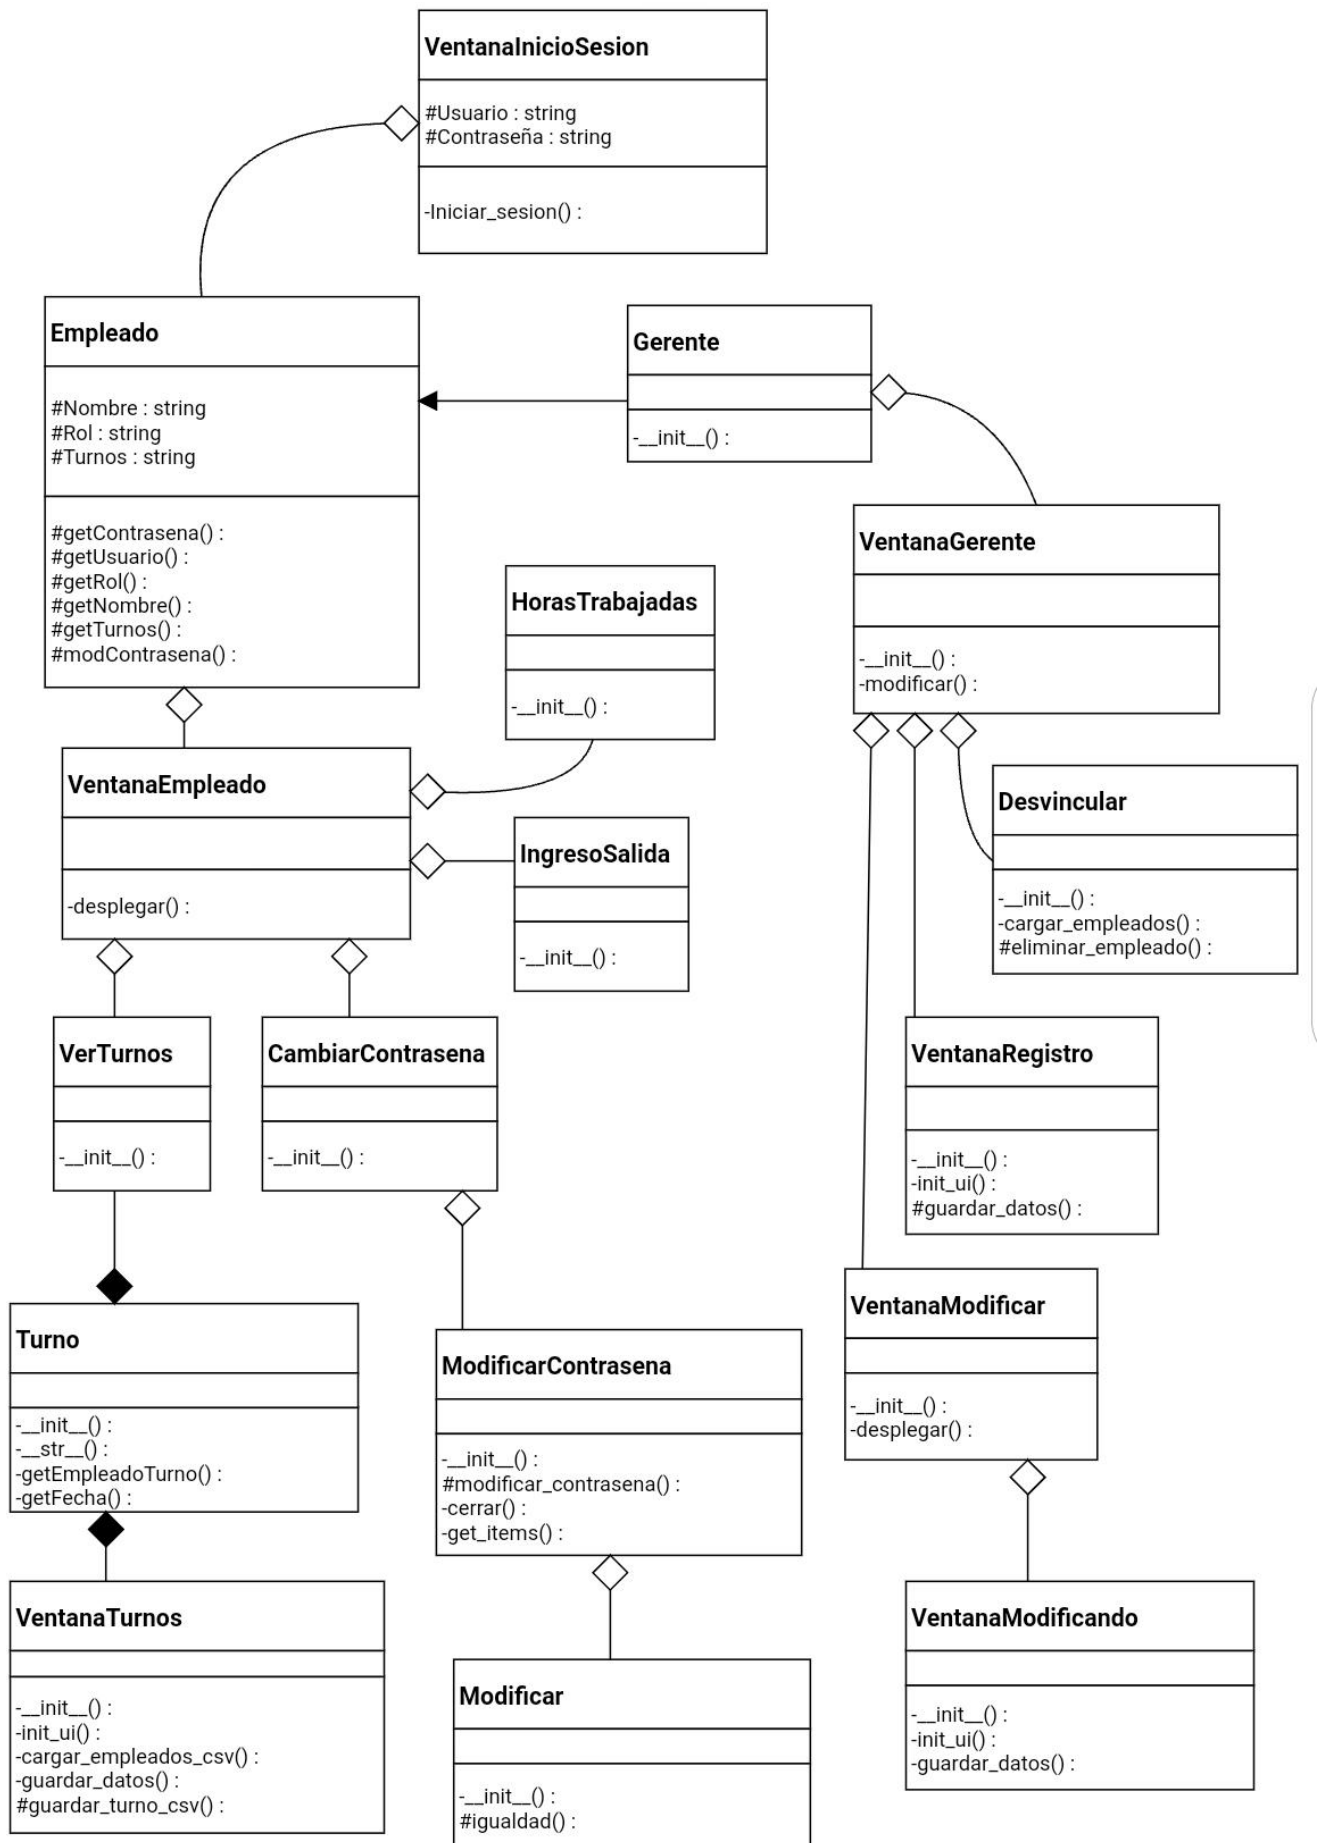 VentanaInicioSesion
#Usuario : string
#Contraseña : string
-Iniciar_sesion() :
Empleado
#Nombre : string
#Rol : string
#Turnos : string
#getContrasena() :
#getUsuario() :
#getRol() :
#getNombre() :
#getTurnos() :
#modContrasena() :
Gerente
-__init__() :
VentanaGerente
-__init__() :
-modificar() :
HorasTrabajadas
-__init__() :
VentanaEmpleado
-desplegar() :
IngresoSalida
-__init__() :
Desvincular
-__init__() :
-cargar_empleados() :
#eliminar_empleado() :
VerTurnos
-__init__() :
CambiarContrasena
-__init__() :
VentanaRegistro
-__init__() :
-init_ui() :
#guardar_datos() :
VentanaModificar
-__init__() :
-desplegar() :
Turno
-__init__() :
-__str__() :
-getEmpleadoTurno() :
-getFecha() :
ModificarContrasena
-__init__() :
#modificar_contrasena() :
-cerrar() :
-get_items() :
VentanaTurnos
-__init__() :
-init_ui() :
-cargar_empleados_csv() :
-guardar_datos() :
#guardar_turno_csv() :
Modificar
-__init__() :
#igualdad() :
VentanaModificando
-__init__() :
-init_ui() :
-guardar_datos() :